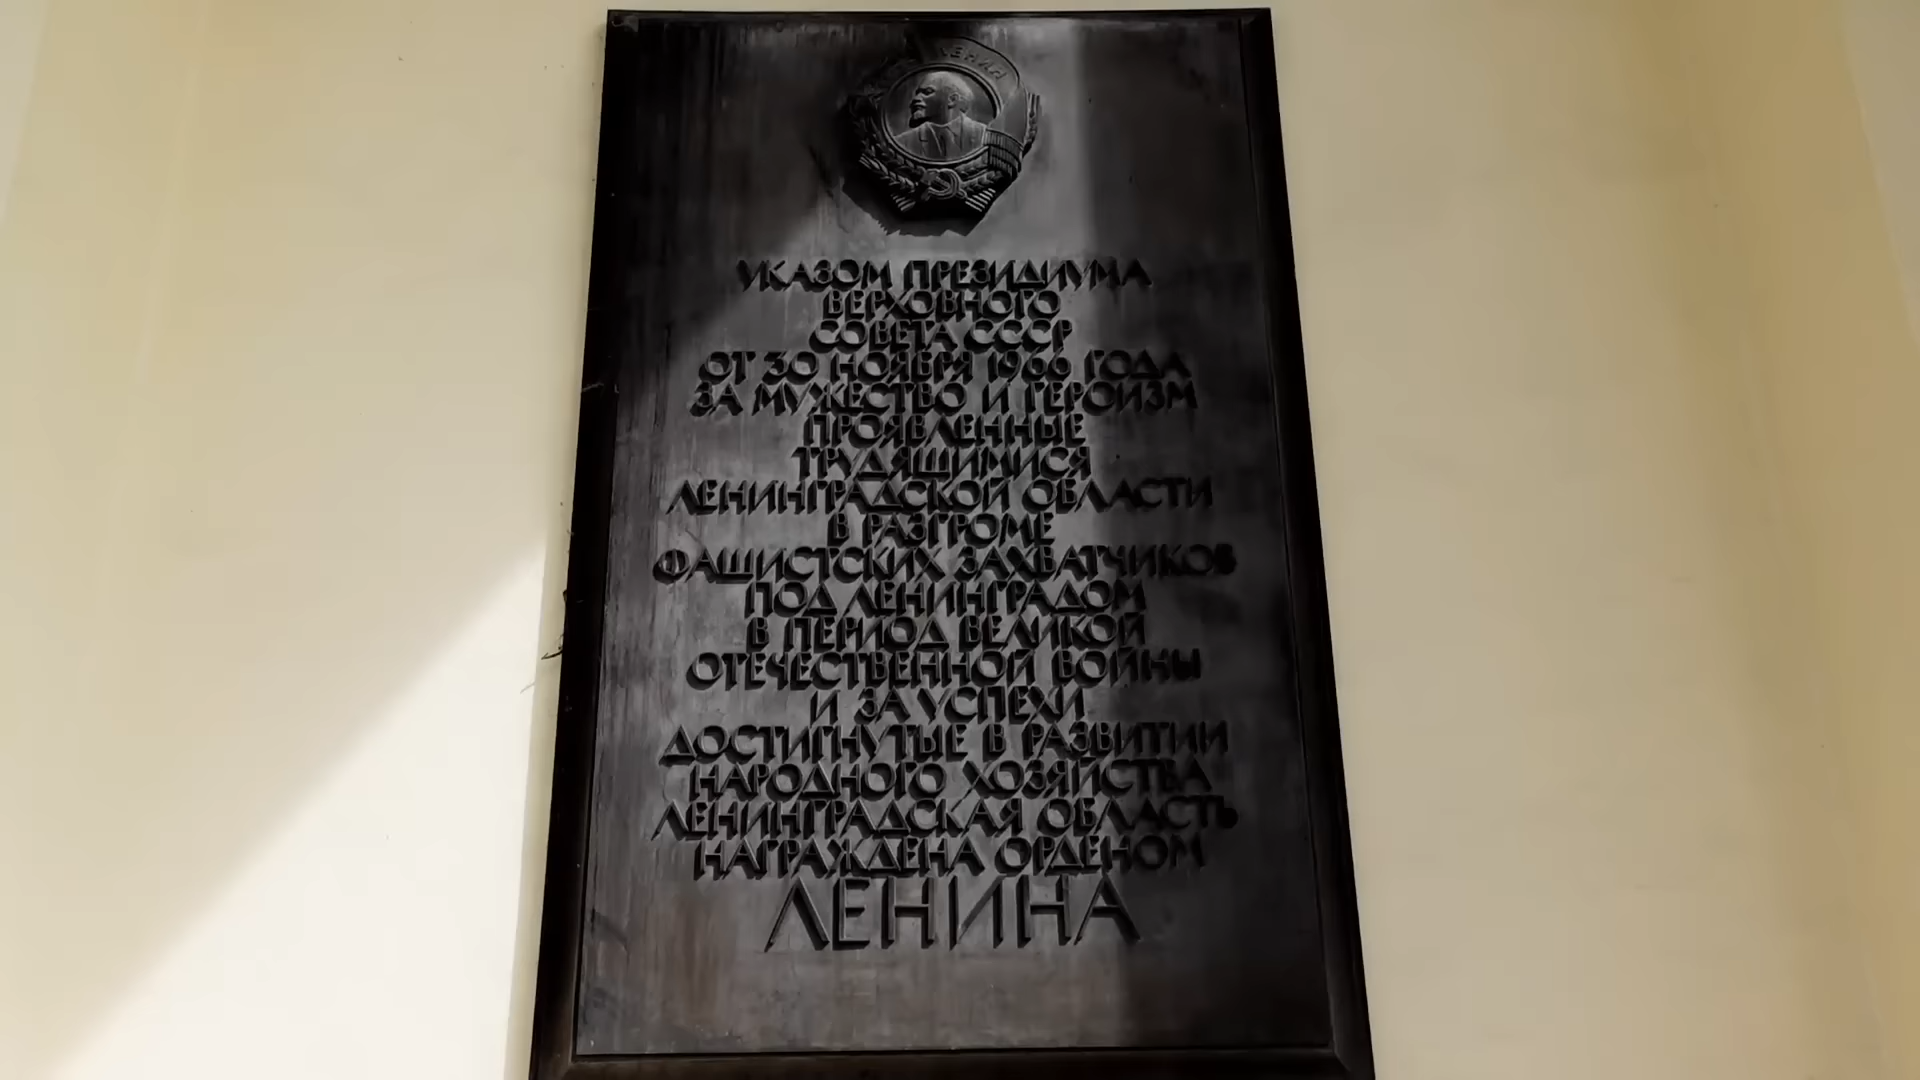 ЛЕНИН
УКАЗОМ ПРЕЗИДИУМА
ВЕРХОВНОГО
СОВЕТА СССР
ОТ 30 НОЯБРЯ 1966 ГОДА
ЗА МУЖЕСТВО И ГЕРОИЗМ
ПРОЯВЛЕННЫЕ
ТРУДЯЩИМИСЯ
ЛЕНИНГРАДСКОЙ ОБЛАСТИ
В РАЗГРОМЕ
ФАШИСТСКИХ ЗАХВАТЧИКОВ
ПОД ЛЕНИНГРАДОМ
В ПЕРИОД ВЕЛИКОЙ
ОТЕЧЕСТВЕННОЙ ВОЙНЫ
И ЗА УСПЕХИ
ДОСТИГНУТЫЕ В РАЗВИТИИ
НАРОДНОГО ХОЗЯЙСТВА
ЛЕНИНГРАДСКАЯ ОБЛАСТЬ
НАГРАЖДЕНА ОРДЕНОМ
ЛЕНИНА